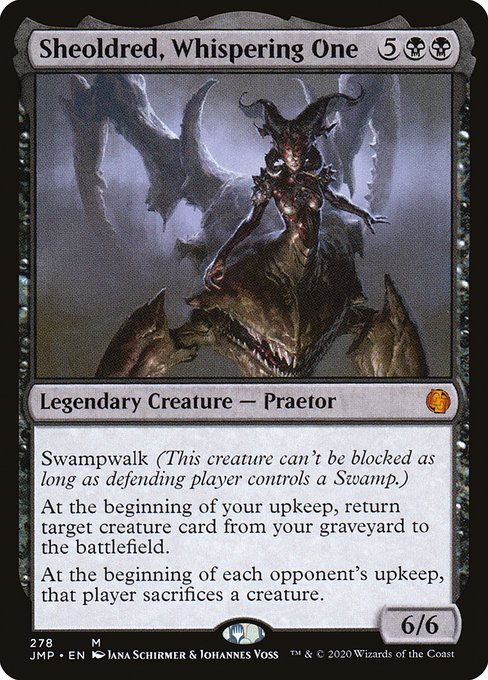 Sheoldred, Whispering One 5
Legendary Creature — Praetor
Swampwalk (This creature can't be blocked as
long as defending player controls a Swamp.)
At the beginning of your upkeep, return
target creature card from your graveyard to
the battlefield.
At the beginning of each opponent's upkeep,
that player sacrifices a creature.
6/6
278 M
JMP • EN Jana Schirmer & Johannes Voss ™ & © 2020 Wizards of the Coast